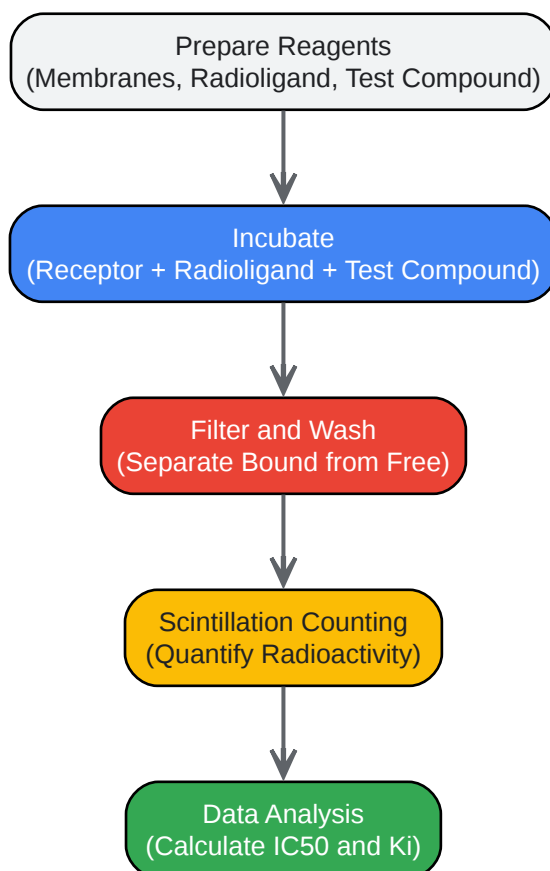 Prepare Reagents
(Membranes, Radioligand, Test Compound)
Incubate
(Receptor + Radioligand + Test Compound)
Filter and Wash
(Separate Bound from Free)
Scintillation Counting
(Quantify Radioactivity)
Data Analysis
(Calculate IC50 and Ki)